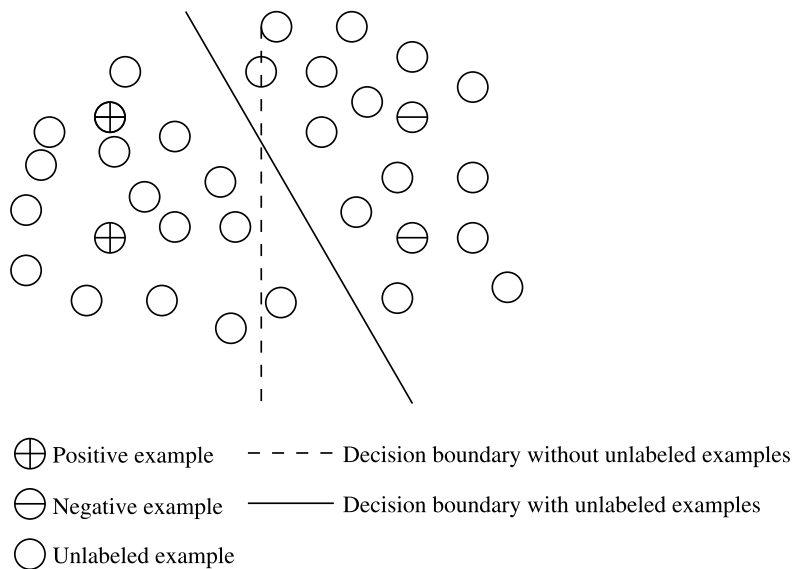 Positive example
Decision boundary without unlabeled examples
Negative example
Decision boundary with unlabeled examples
Unlabeled example